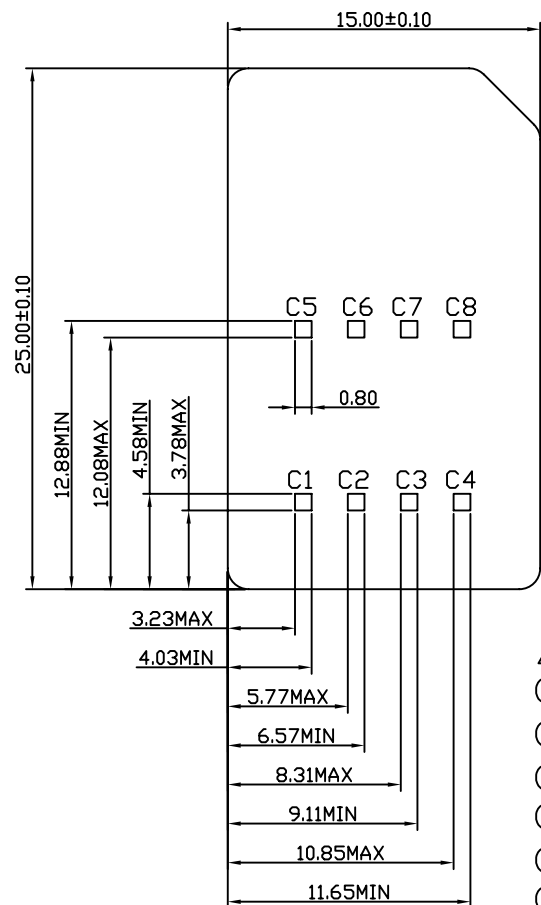 15.00±0.10
25.00±0.10
C5 C6 C7 C8
0.80
12.88MIN
12.08MAX
4.58MIN
3.78MAX
C1 C2 C3 C4
3.23MAX
4.03MIN
5.77MAX
6.57MIN
8.31MAX
9.11MIN
10.85MAX
11.65MIN